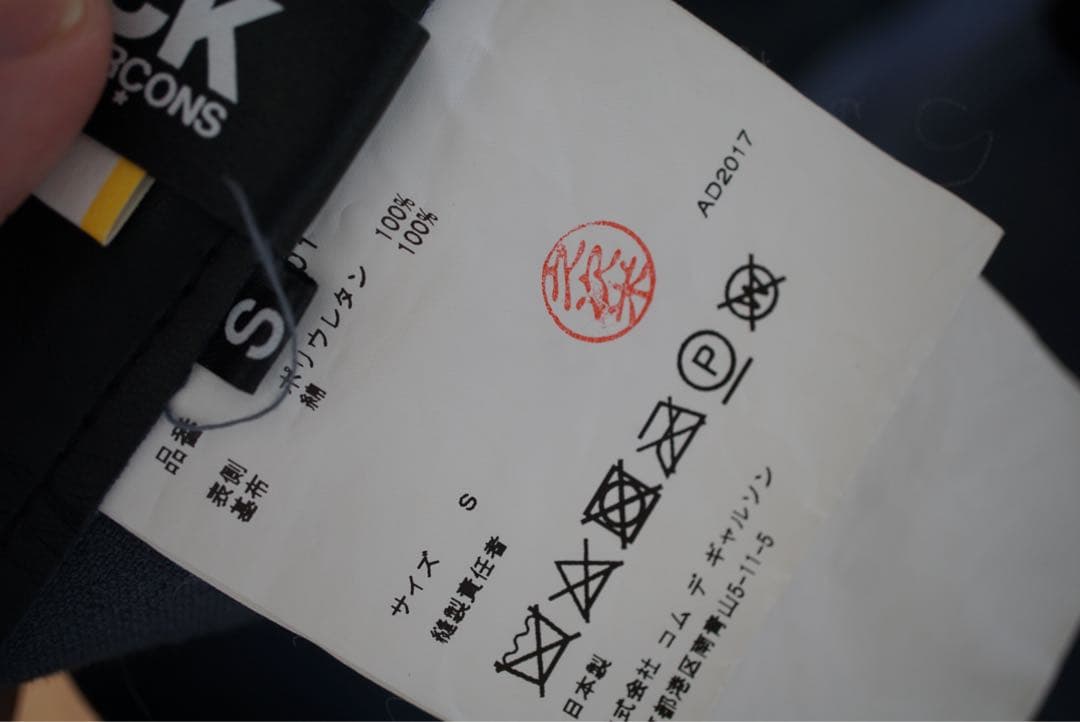 CK
RÇONS
S
01
品番
表側 ポリウレタン 100%
基布 綿 100%
サイズ S
縫製責任者
AD2017
W
P
日本製
式会社 コム デ ギャルソン
都港区南青山5-11-5